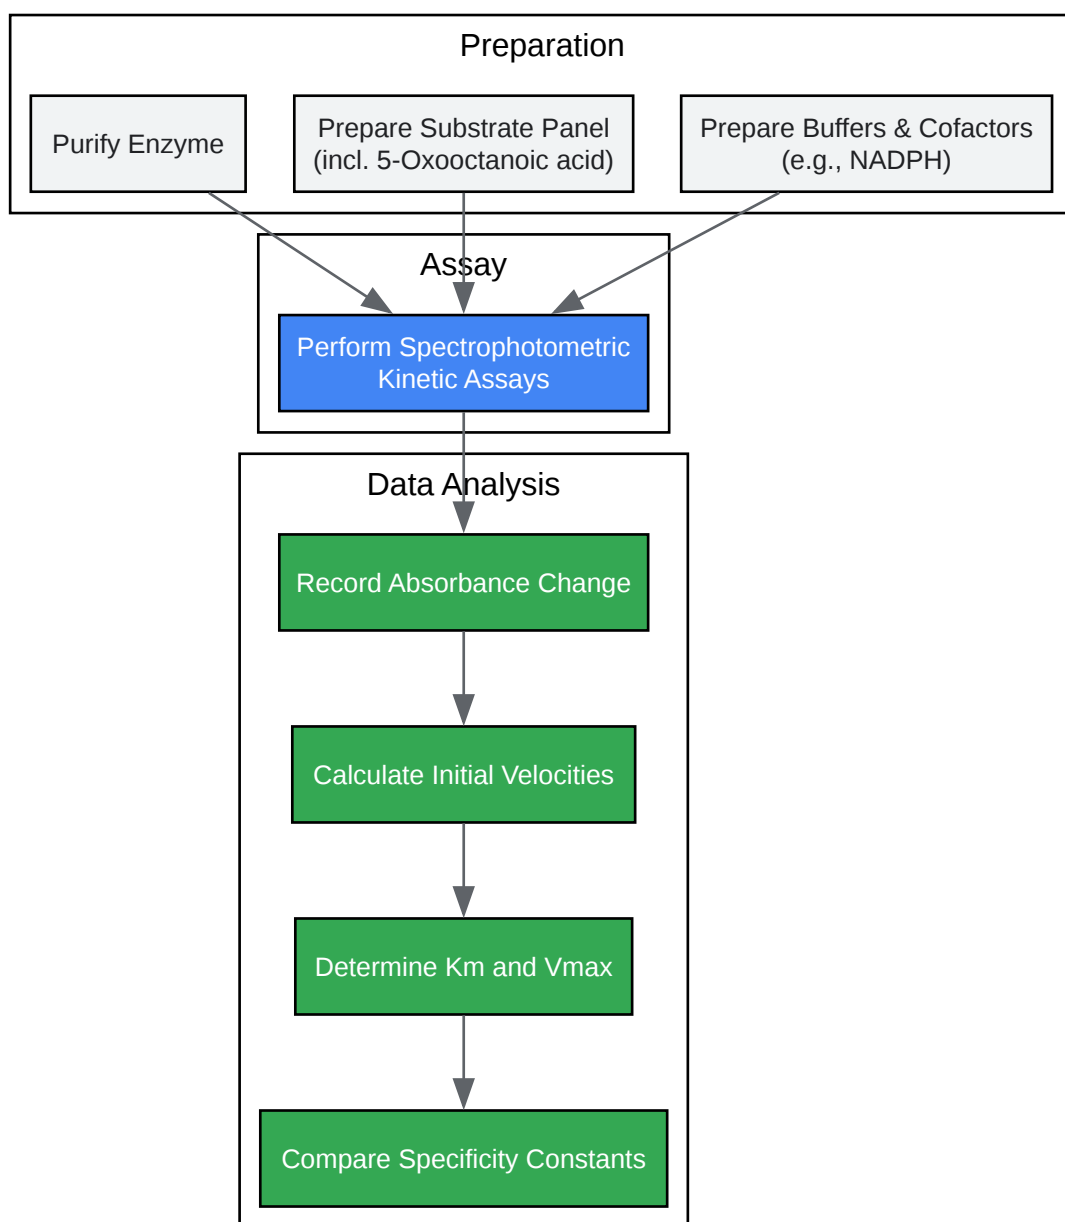 Preparation
Purify Enzyme
Prepare Substrate Panel
(incl. 5-Oxooctanoic acid)
Prepare Buffers & Cofactors
(e.g., NADPH)
Assay
Perform Spectrophotometric
Kinetic Assays
Data Analysis
Record Absorbance Change
Calculate Initial Velocities
Determine Km and Vmax
Compare Specificity Constants